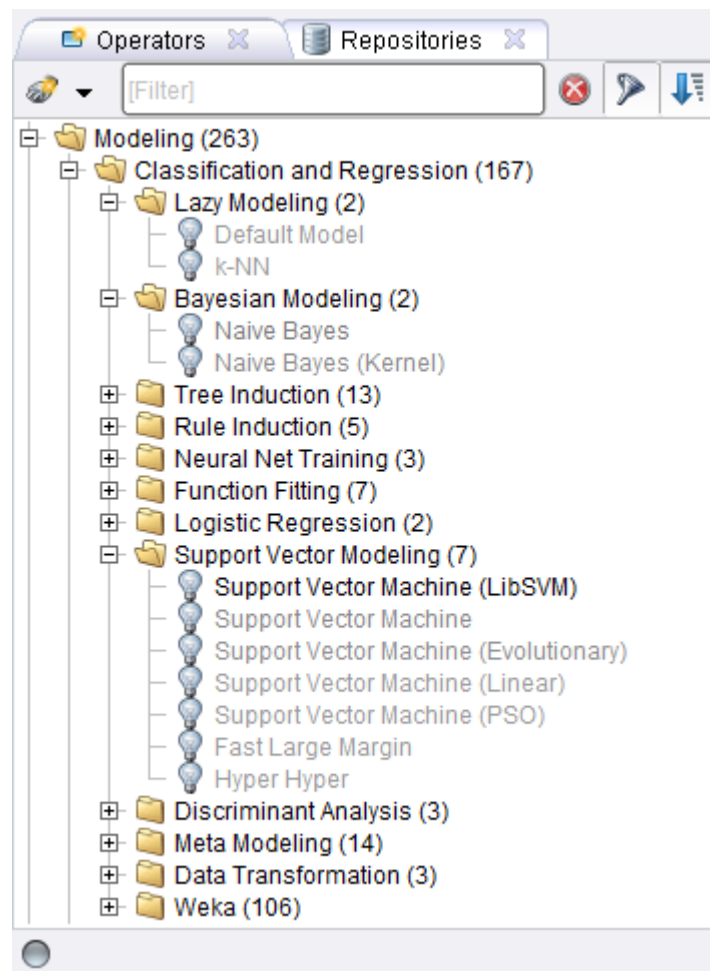 Operators Repositories
[Filter]
Modeling (263)
Classification and Regression (167)
Lazy Modeling (2)
Default Model
k-NN
Bayesian Modeling (2)
Naive Bayes
Naive Bayes (Kernel)
Tree Induction (13)
Rule Induction (5)
Neural Net Training (3)
Function Fitting (7)
Logistic Regression (2)
Support Vector Modeling (7)
Support Vector Machine (LibSVM)
Support Vector Machine
Support Vector Machine (Evolutionary)
Support Vector Machine (Linear)
Support Vector Machine (PSO)
Fast Large Margin
Hyper Hyper
Discriminant Analysis (3)
Meta Modeling (14)
Data Transformation (3)
Weka (106)